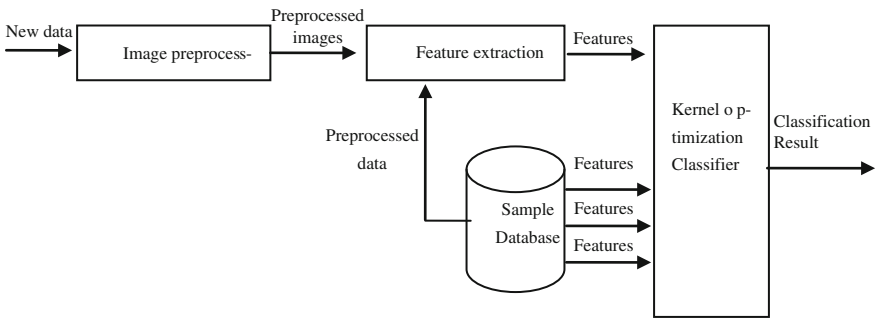 New data
Image preprocess-
Preprocessed
images
Feature extraction
Features
Kernel o p-
timization
Classifier
Classification
Result
Preprocessed
data
Sample
Database
Features
Features
Features